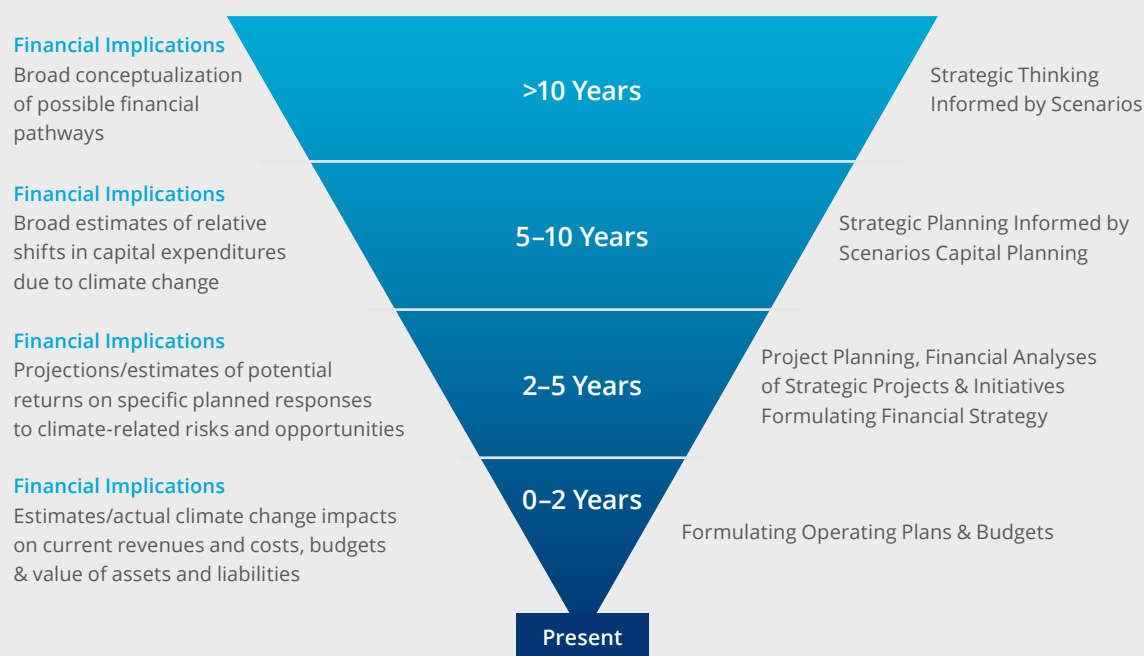 Financial Implications
Broad conceptualization
of possible financial
pathways
>10 Years
Strategic Thinking
Informed by Scenarios
Financial Implications
Broad estimates of relative
shifts in capital expenditures
due to climate change
5–10 Years
Strategic Planning Informed by
Scenarios Capital Planning
Financial Implications
Projections/estimates of potential
returns on specific planned responses
to climate-related risks and opportunities
2–5 Years
Project Planning, Financial Analyses
of Strategic Projects & Initiatives
Formulating Financial Strategy
Financial Implications
Estimates/actual climate change impacts
on current revenues and costs, budgets
& value of assets and liabilities
0–2 Years
Formulating Operating Plans & Budgets
Present